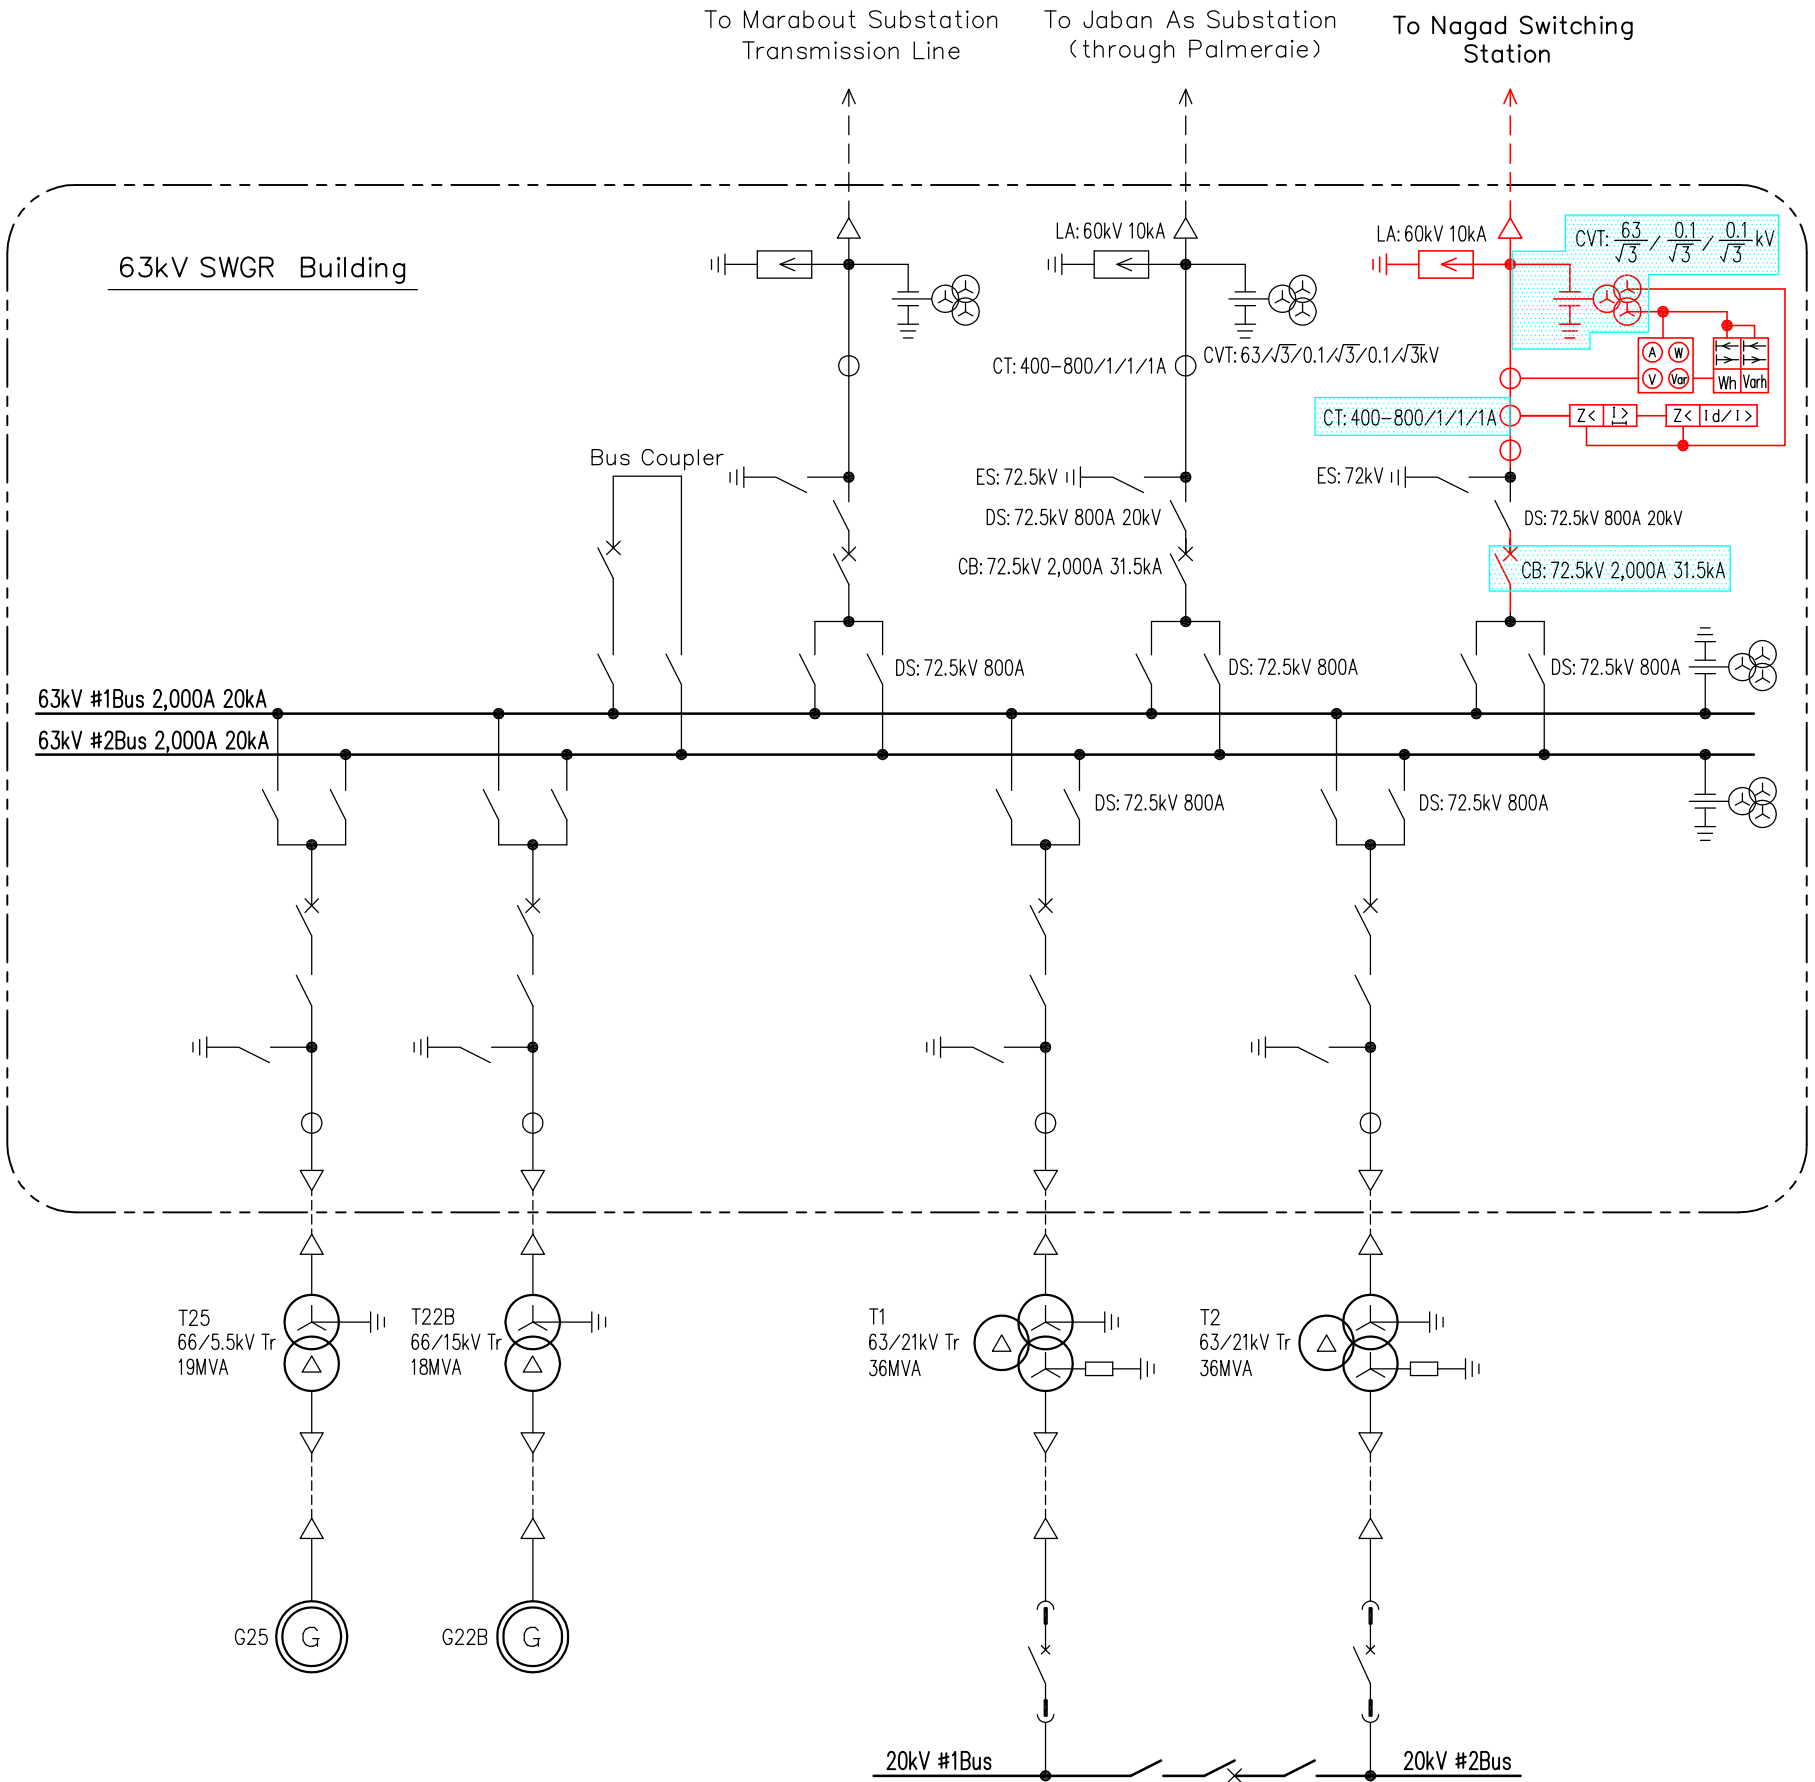 To Marabout Substation
Transmission Line
To Jaban As Substation
(through Palmeraie)
To Nagad Switching
Station
63kV SWGR Building
LA: 60kV 10kA
LA: 60kV 10kA
CVT: 63/√3 / 0.1/√3 / 0.1/√3 kV
CT: 400-800/1/1/1A
CVT: 63/√3/0.1/√3/0.1/√3kV
A W
V Var
Wh Varh
CT: 400-800/1/1/1A
Z< I>
Z< Id/I>
Bus Coupler
ES: 72.5kV
ES: 72kV
DS: 72.5kV 800A 20kV
DS: 72.5kV 800A 20kV
CB: 72.5kV 2,000A 31.5kA
CB: 72.5kV 2,000A 31.5kA
DS: 72.5kV 800A
DS: 72.5kV 800A
DS: 72.5kV 800A
63kV #1Bus 2,000A 20kA
63kV #2Bus 2,000A 20kA
DS: 72.5kV 800A
DS: 72.5kV 800A
T25
66/5.5kV Tr
19MVA
T22B
66/15kV Tr
18MVA
T1
63/21kV Tr
36MVA
T2
63/21kV Tr
36MVA
G25
G
G22B
G
20kV #1Bus
20kV #2Bus